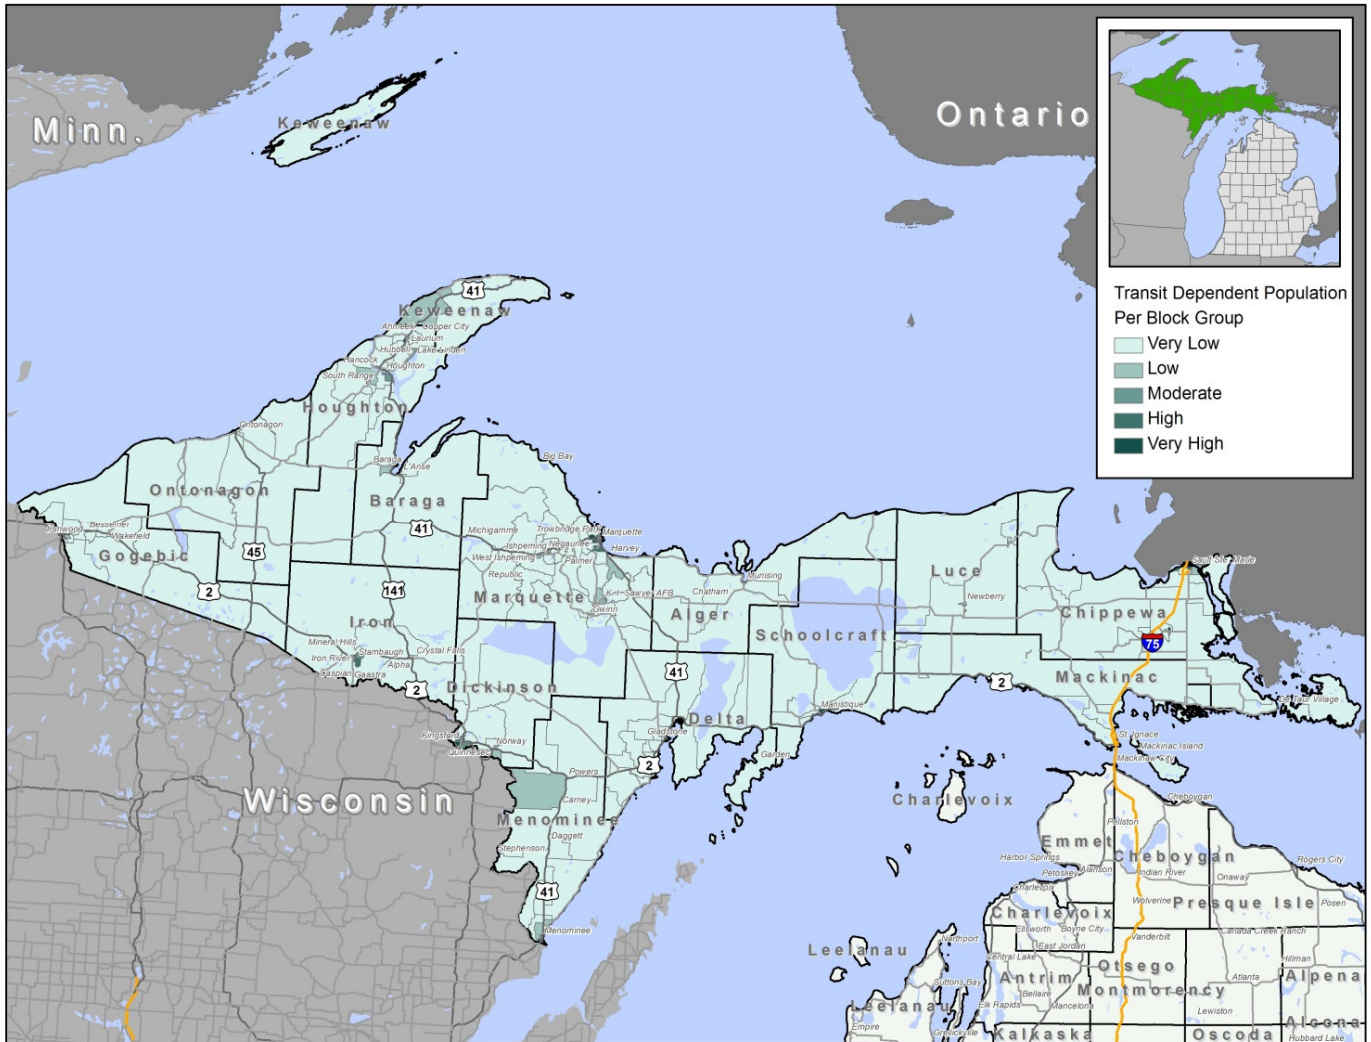 Minn.
Ontario
Keweenaw
Transit Dependent Population
Per Block Group
Very Low
Low
Moderate
High
Very High
41
Keweenaw
Ahmeek
Copper City
Laurium
Hubbell
Lake Linden
Hancock
Houghton
South Range
Houghton
Ontonagon
Baraga
L'Anse
Big Bay
Ontonagon
Baraga
41
Michigamme
Trowbridge Park
Marquette
Ironwood
Bessemer
Wakefield
Gogebic
45
Ishpeming
Negaunee
Harvey
West Ishpeming
Palmer
Republic
Marquette
K. I. Sawyer AFB
Gwinn
Chatham
Munising
Alger
Luce
Newberry
Sault Ste. Marie
Chippewa
2
141
Iron
Schoolcraft
75
Mineral Hills
Stambaugh
Crystal Falls
Iron River
Alpha
Caspian
Gaastra
2
Dickinson
41
Mackinac
2
De Tour Village
Manistique
Delta
Gladstone
Kingsford
Norway
Quinnesec
Garden
St. Ignace
Mackinac Island
Mackinaw City
2
Powers
Wisconsin
Carney
Menominee
Daggett
Stephenson
41
Menominee
Charlevoix
Cheboygan
Pellston
Emmet
Cheboygan
Harbor Springs
Petoskey
Alanson
Indian River
Rogers City
Onaway
Charlevoix
Charlevoix
Wolverine
Presque Isle
Posen
Ellsworth
Boyne City
Vanderbilt
Canada Creek Ranch
East Jordan
Northport
Leelanau
Central Lake
Hillman
Antrim
Otsego
Atlanta
Alpena
Suttons Bay
Bellaire
Montmorency
Leelanau
Elk Rapids
Mancelona
Lewiston
Empire
Greilickville
Kalkaska
Oscoda
Alcona
Hubbard Lake